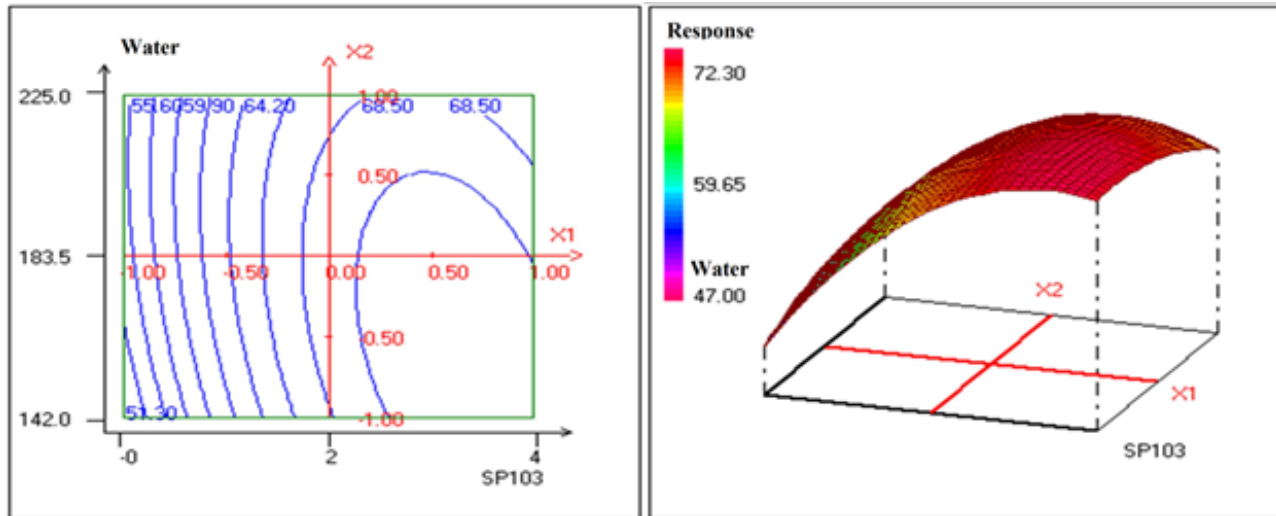 Water
X2
225.0
55.60 59.90 64.20 68.50 68.50
1.00
0.50
X1
183.5
-1.00 -0.50 0.00 0.50 1.00
-0.50
51.30
-1.00
142.0
-0 2 4
SP103
Response
72.30
59.65
Water
47.00
X2
X1
SP103